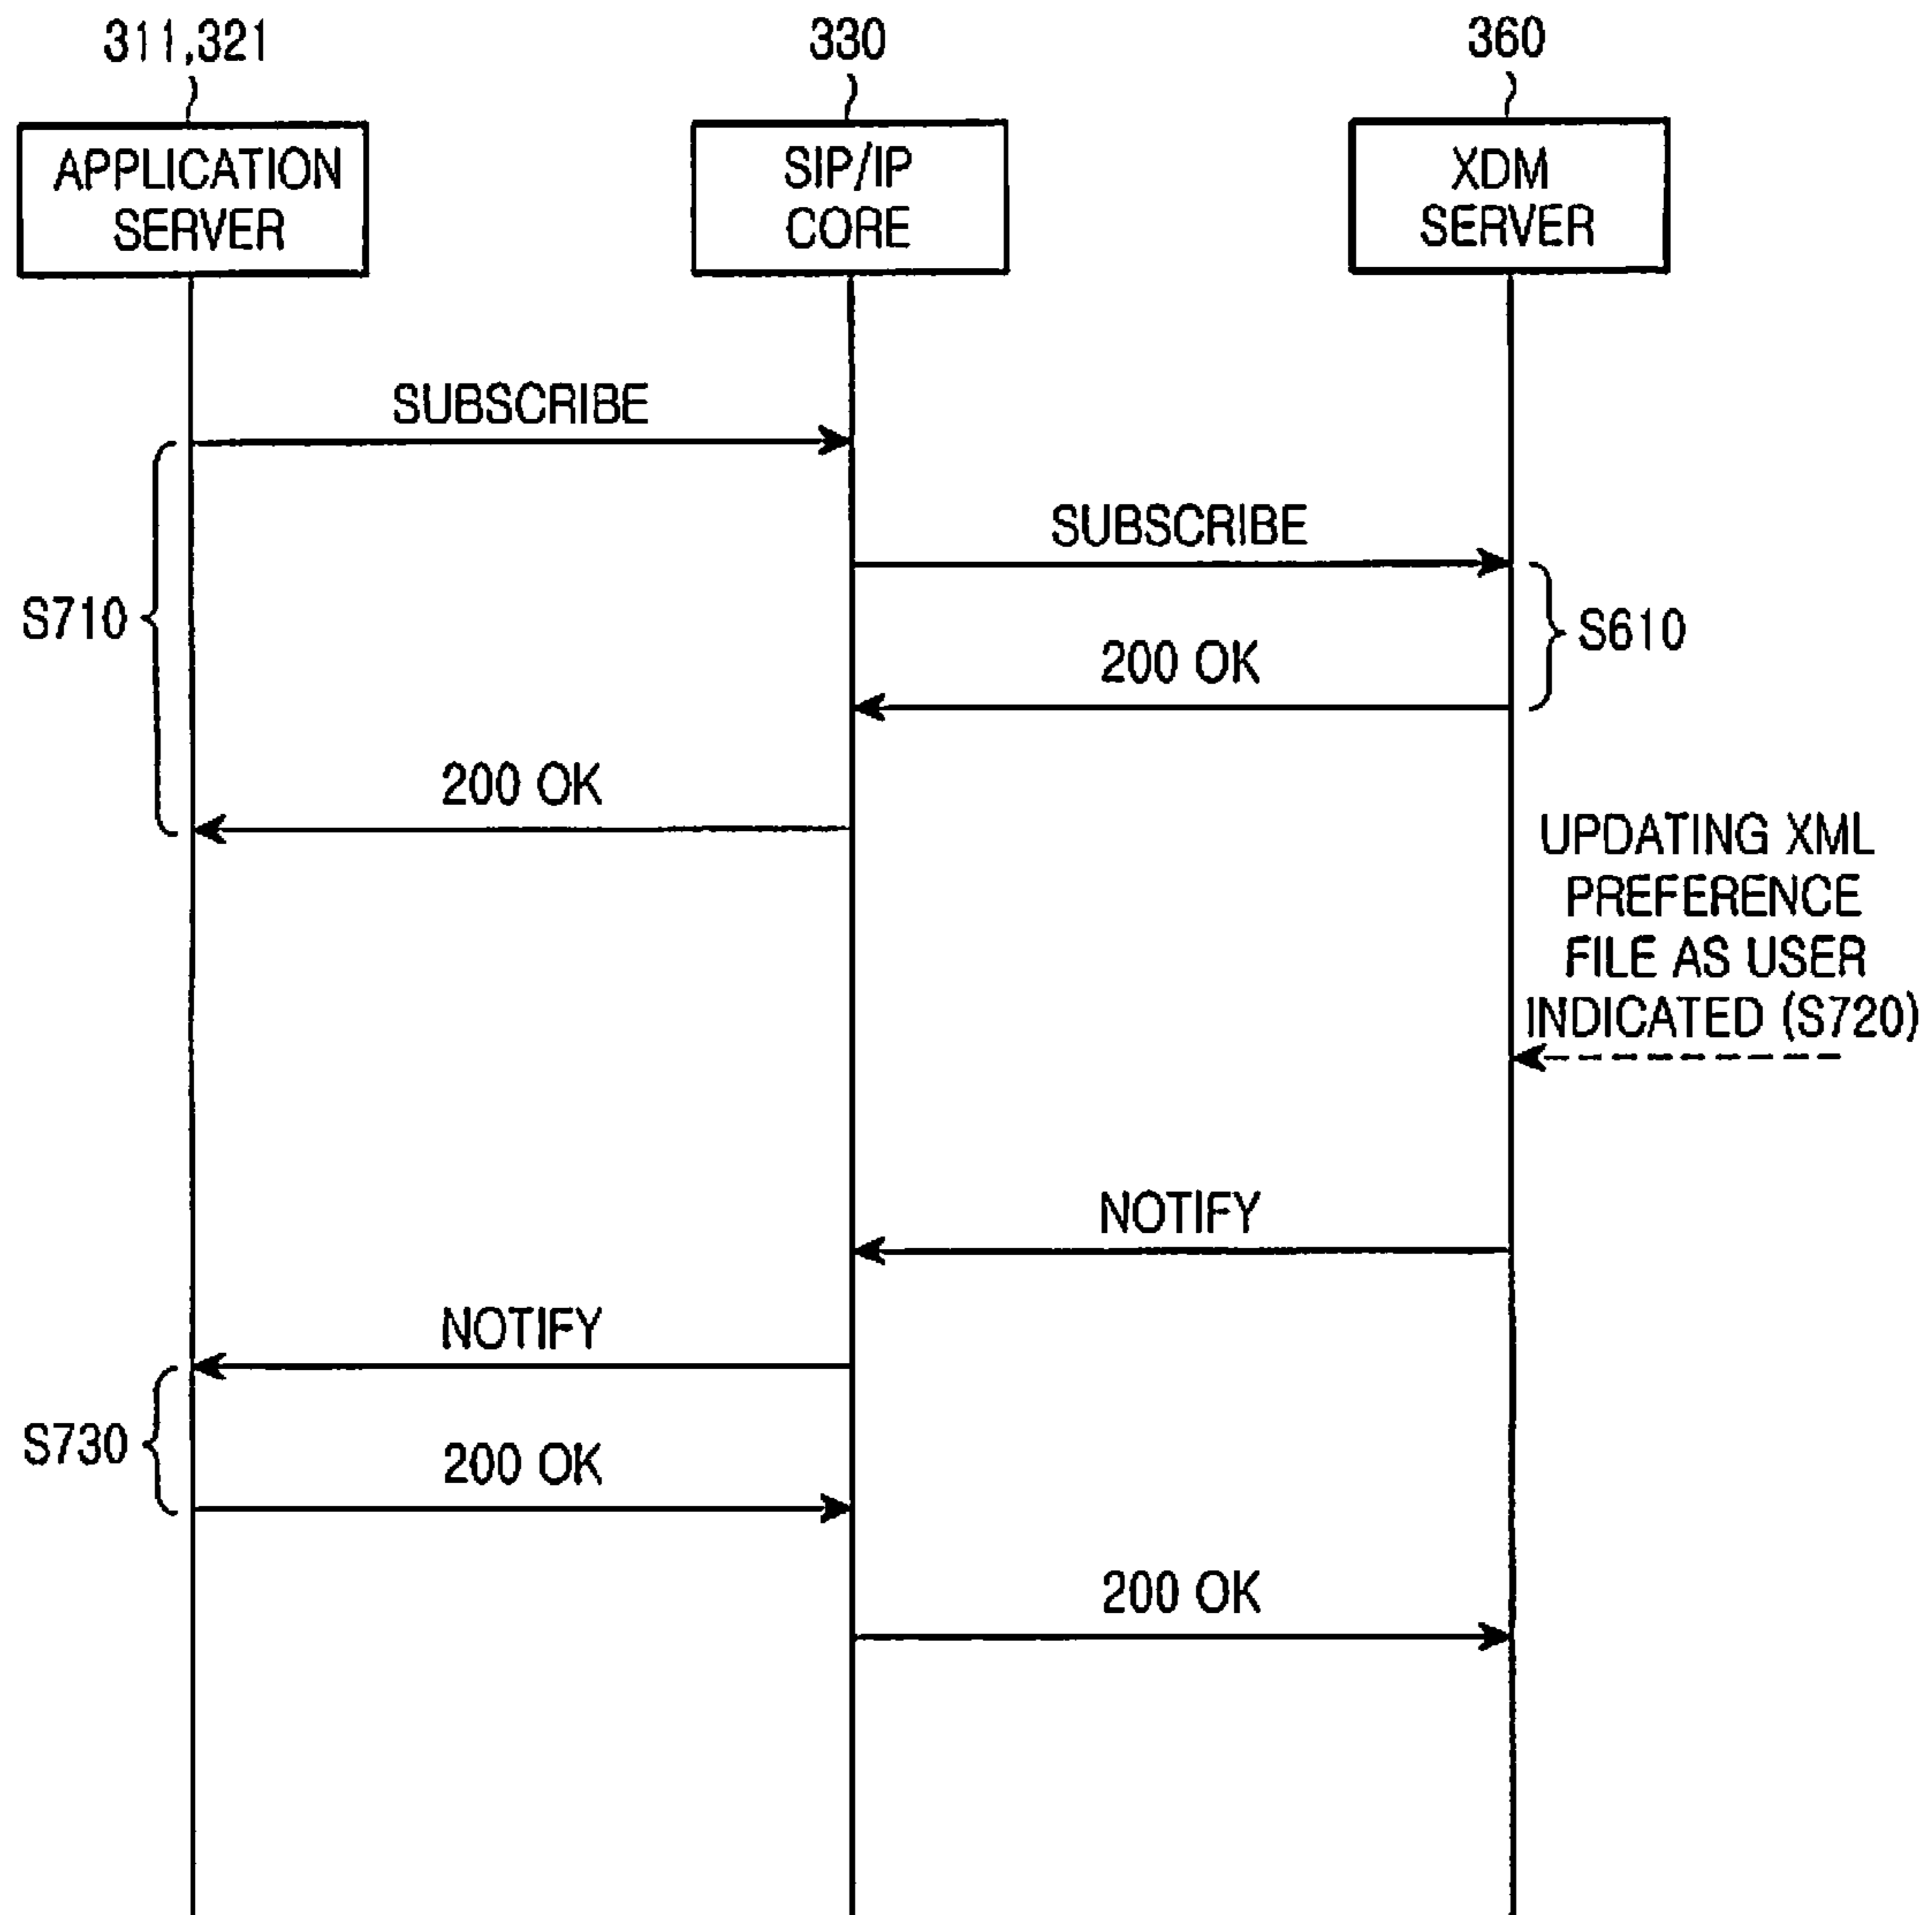 311,321
330
360
APPLICATION
SERVER
SIP/IP
CORE
XDM
SERVER
SUBSCRIBE
SUBSCRIBE
S710
S610
200 OK
200 OK
UPDATING XML
PREFERENCE
FILE AS USER
INDICATED (S720)
NOTIFY
NOTIFY
S730
200 OK
200 OK